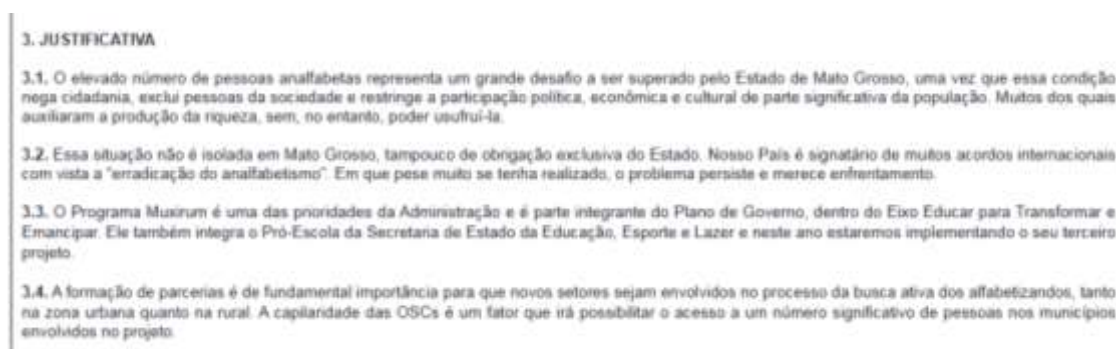 3. JUSTIFICATIVA
3.1. O elevado número de pessoas analfabetas representa um grande desafio a ser superado pelo Estado de Mato Grosso, uma vez que essa condição
nega cidadania, exclui pessoas da sociedade e restringe a participação política, econômica e cultural de parte significativa da população. Muitos dos quais
auxiliaram a produção da riqueza, sem, no entanto, poder usufruí-la.
3.2. Essa situação não é isolada em Mato Grosso, tampouco de obrigação exclusiva do Estado. Nosso País é signatário de muitos acordos internacionais
com vista a "erradicação do analfabetismo". Em que pese muito se tenha realizado, o problema persiste e merece enfrentamento.
3.3. O Programa Muxirum é uma das prioridades da Administração e é parte integrante do Plano de Governo, dentro do Eixo Educar para Transformar e
Emancipar. Ele também integra o Pró-Escola da Secretaria de Estado da Educação, Esporte e Lazer e neste ano estaremos implementando o seu terceiro
projeto.
3.4. A formação de parcerias é de fundamental importância para que novos setores sejam envolvidos no processo da busca ativa dos alfabetizandos, tanto
na zona urbana quanto na rural. A capilaridade das OSCs é um fator que irá possibilitar o acesso a um número significativo de pessoas nos municípios
envolvidos no projeto.